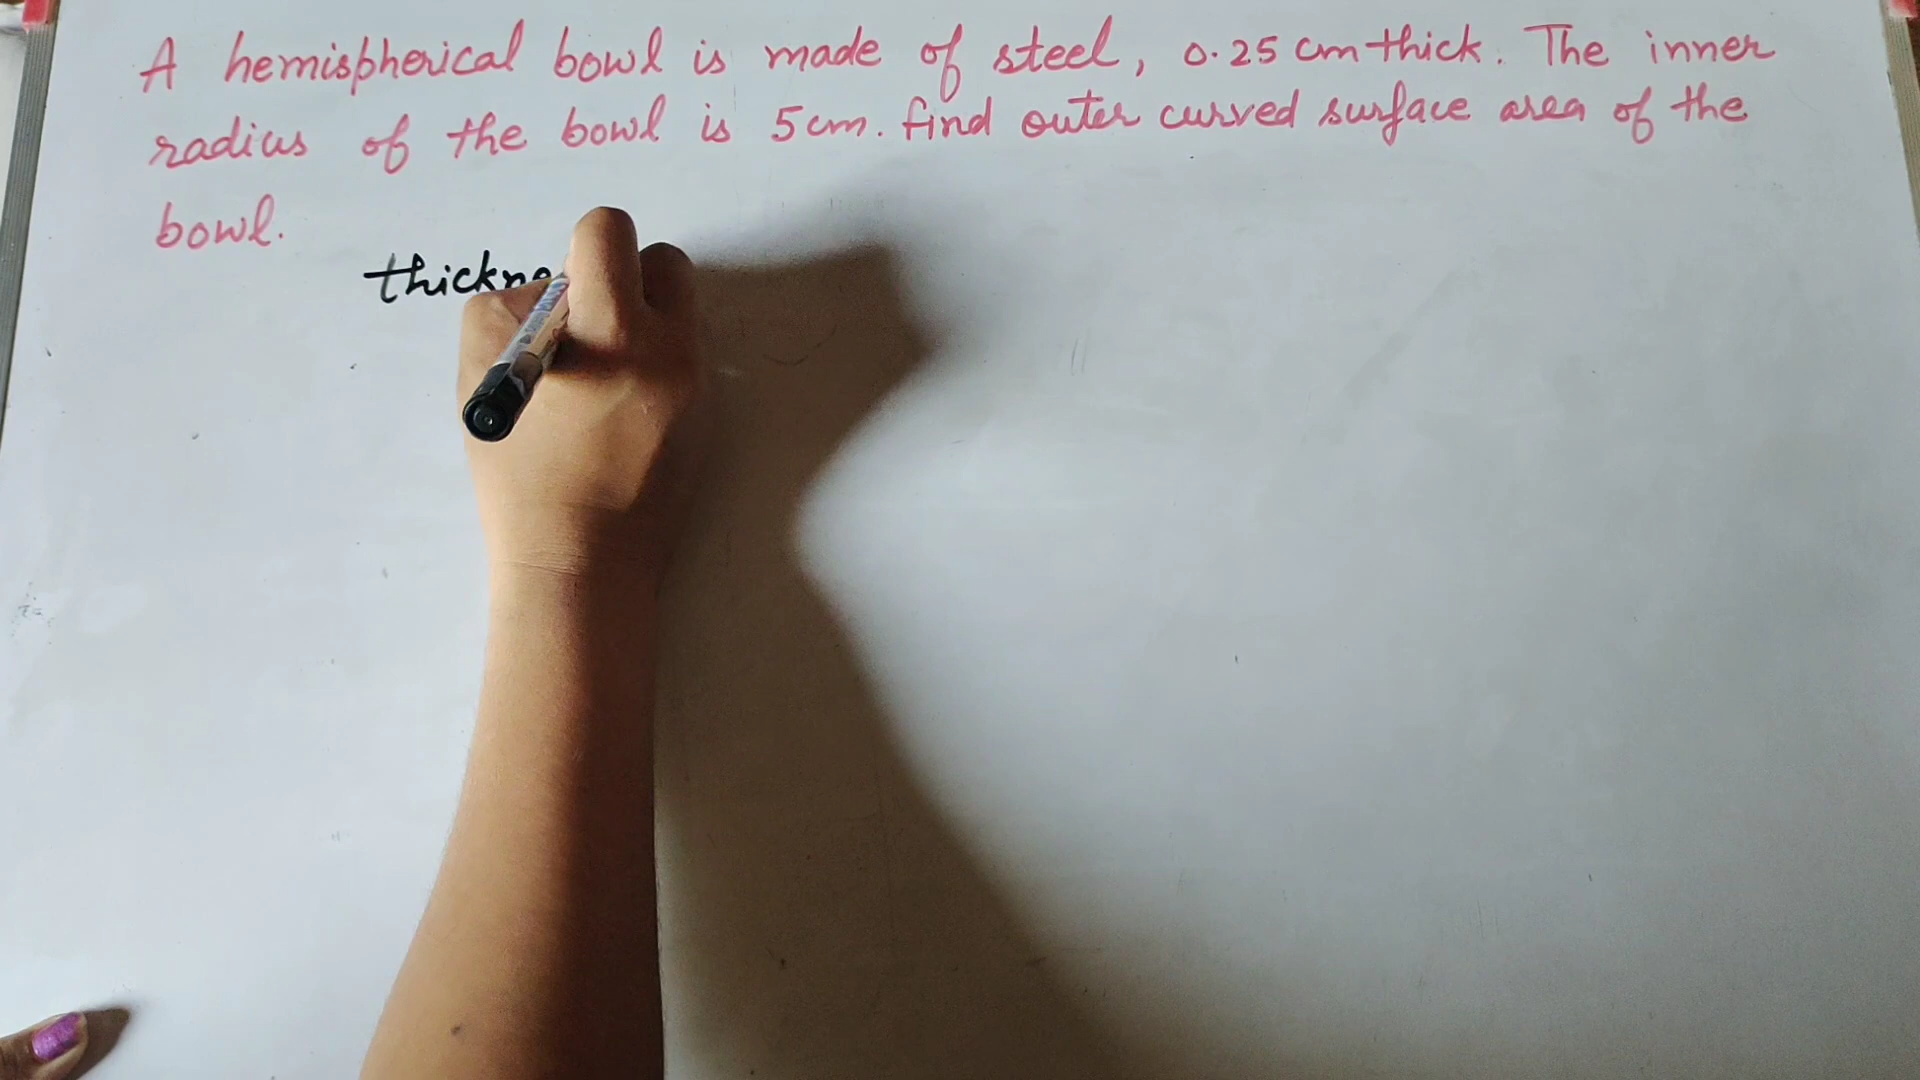 A hemispherical bowl is made of steel, 0.25 cm thick. The inner
radius of the bowl is 5cm. find outer curved surface area of the
bowl.